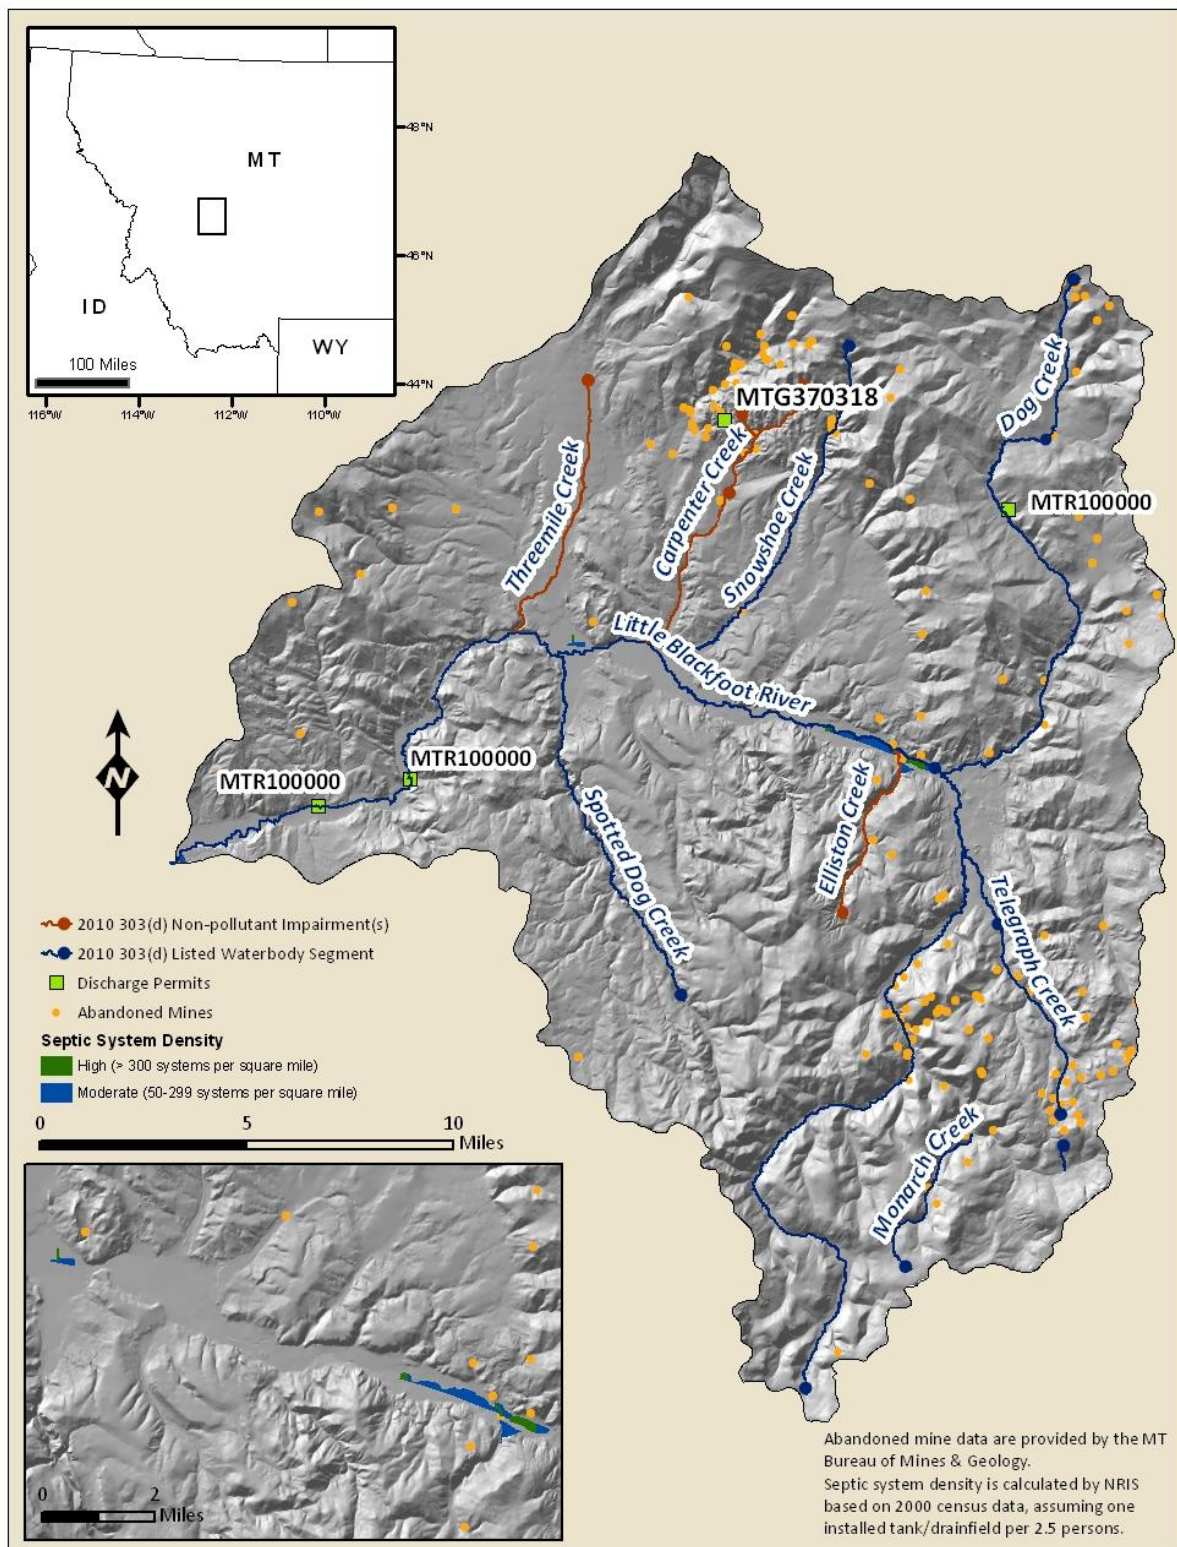 MT
ID
WY
100 Miles
48°N
46°N
44°N
116°W
114°W
112°W
110°W
Dog Creek
MTG370318
Carpenter Creek
Threemile Creek
Snowshoe Creek
MTR100000
Little Blackfoot River
MTR100000
MTR100000
N
Spotted Dog Creek
Elliston Creek
Telegraph Creek
Monarch Creek
2010 303(d) Non-pollutant Impairment(s)
2010 303(d) Listed Waterbody Segment
Discharge Permits
Abandoned Mines
Septic System Density
High (> 300 systems per square mile)
Moderate (50-299 systems per square mile)
0 5 10
Miles
0 2
Miles
Abandoned mine data are provided by the MT
Bureau of Mines & Geology.
Septic system density is calculated by NRIS
based on 2000 census data, assuming one
installed tank/drainfield per 2.5 persons.